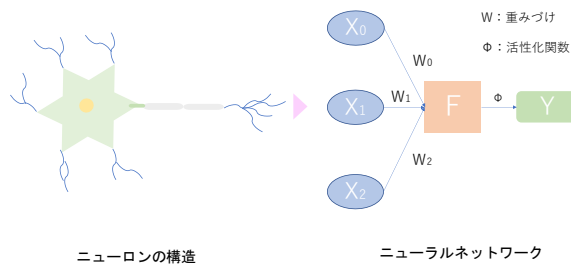 W：重みづけ
Φ：活性化関数
X0
W0
X1
W1
F
Φ
Y
W2
X2
ニューロンの構造
ニューラルネットワーク